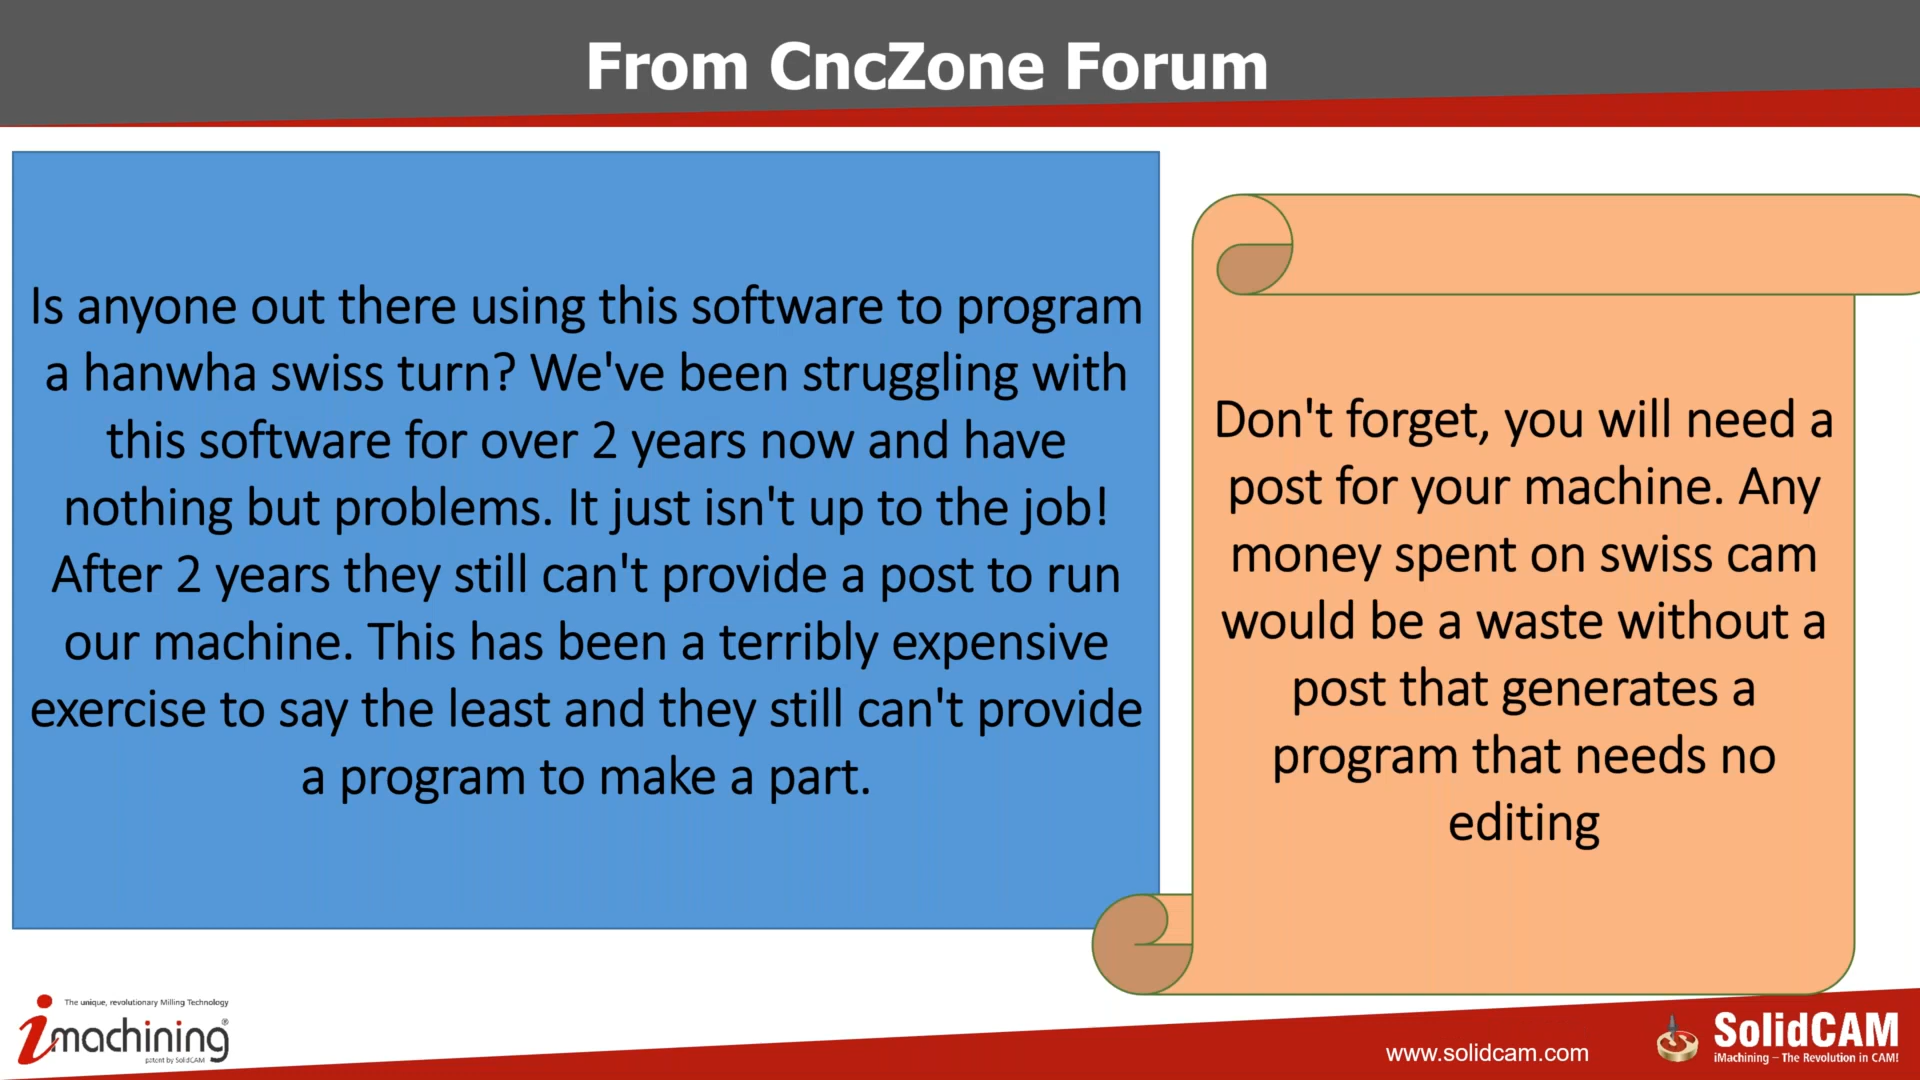 From CncZone Forum
Is anyone out there using this software to program
a hanwha swiss turn? We've been struggling with
this software for over 2 years now and have
nothing but problems. It just isn't up to the job!
After 2 years they still can't provide a post to run
our machine. This has been a terribly expensive
exercise to say the least and they still can't provide
a program to make a part.
Don't forget, you will need a
post for your machine. Any
money spent on swiss cam
would be a waste without a
post that generates a
program that needs no
editing
The unique, revolutionary Milling Technology
imachining®
patent by SolidCAM
www.solidcam.com
SolidCAM
iMachining – The Revolution in CAM!